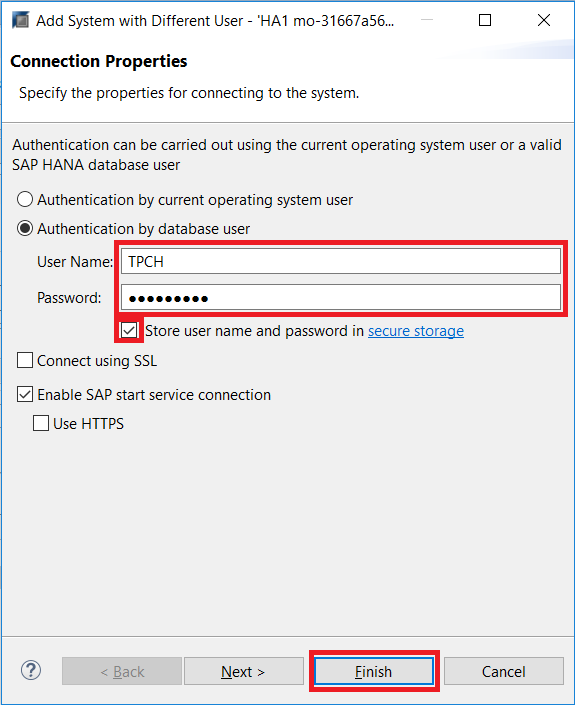 Add System with Different User - 'HA1 mo-31667a56...
Connection Properties
Specify the properties for connecting to the system.
Authentication can be carried out using the current operating system user or a valid
SAP HANA database user
Authentication by current operating system user
Authentication by database user
User Name: TPCH
Password: ●●●●●●●●●
Store user name and password in secure storage
Connect using SSL
Enable SAP start service connection
Use HTTPS
? < Back Next > Finish Cancel